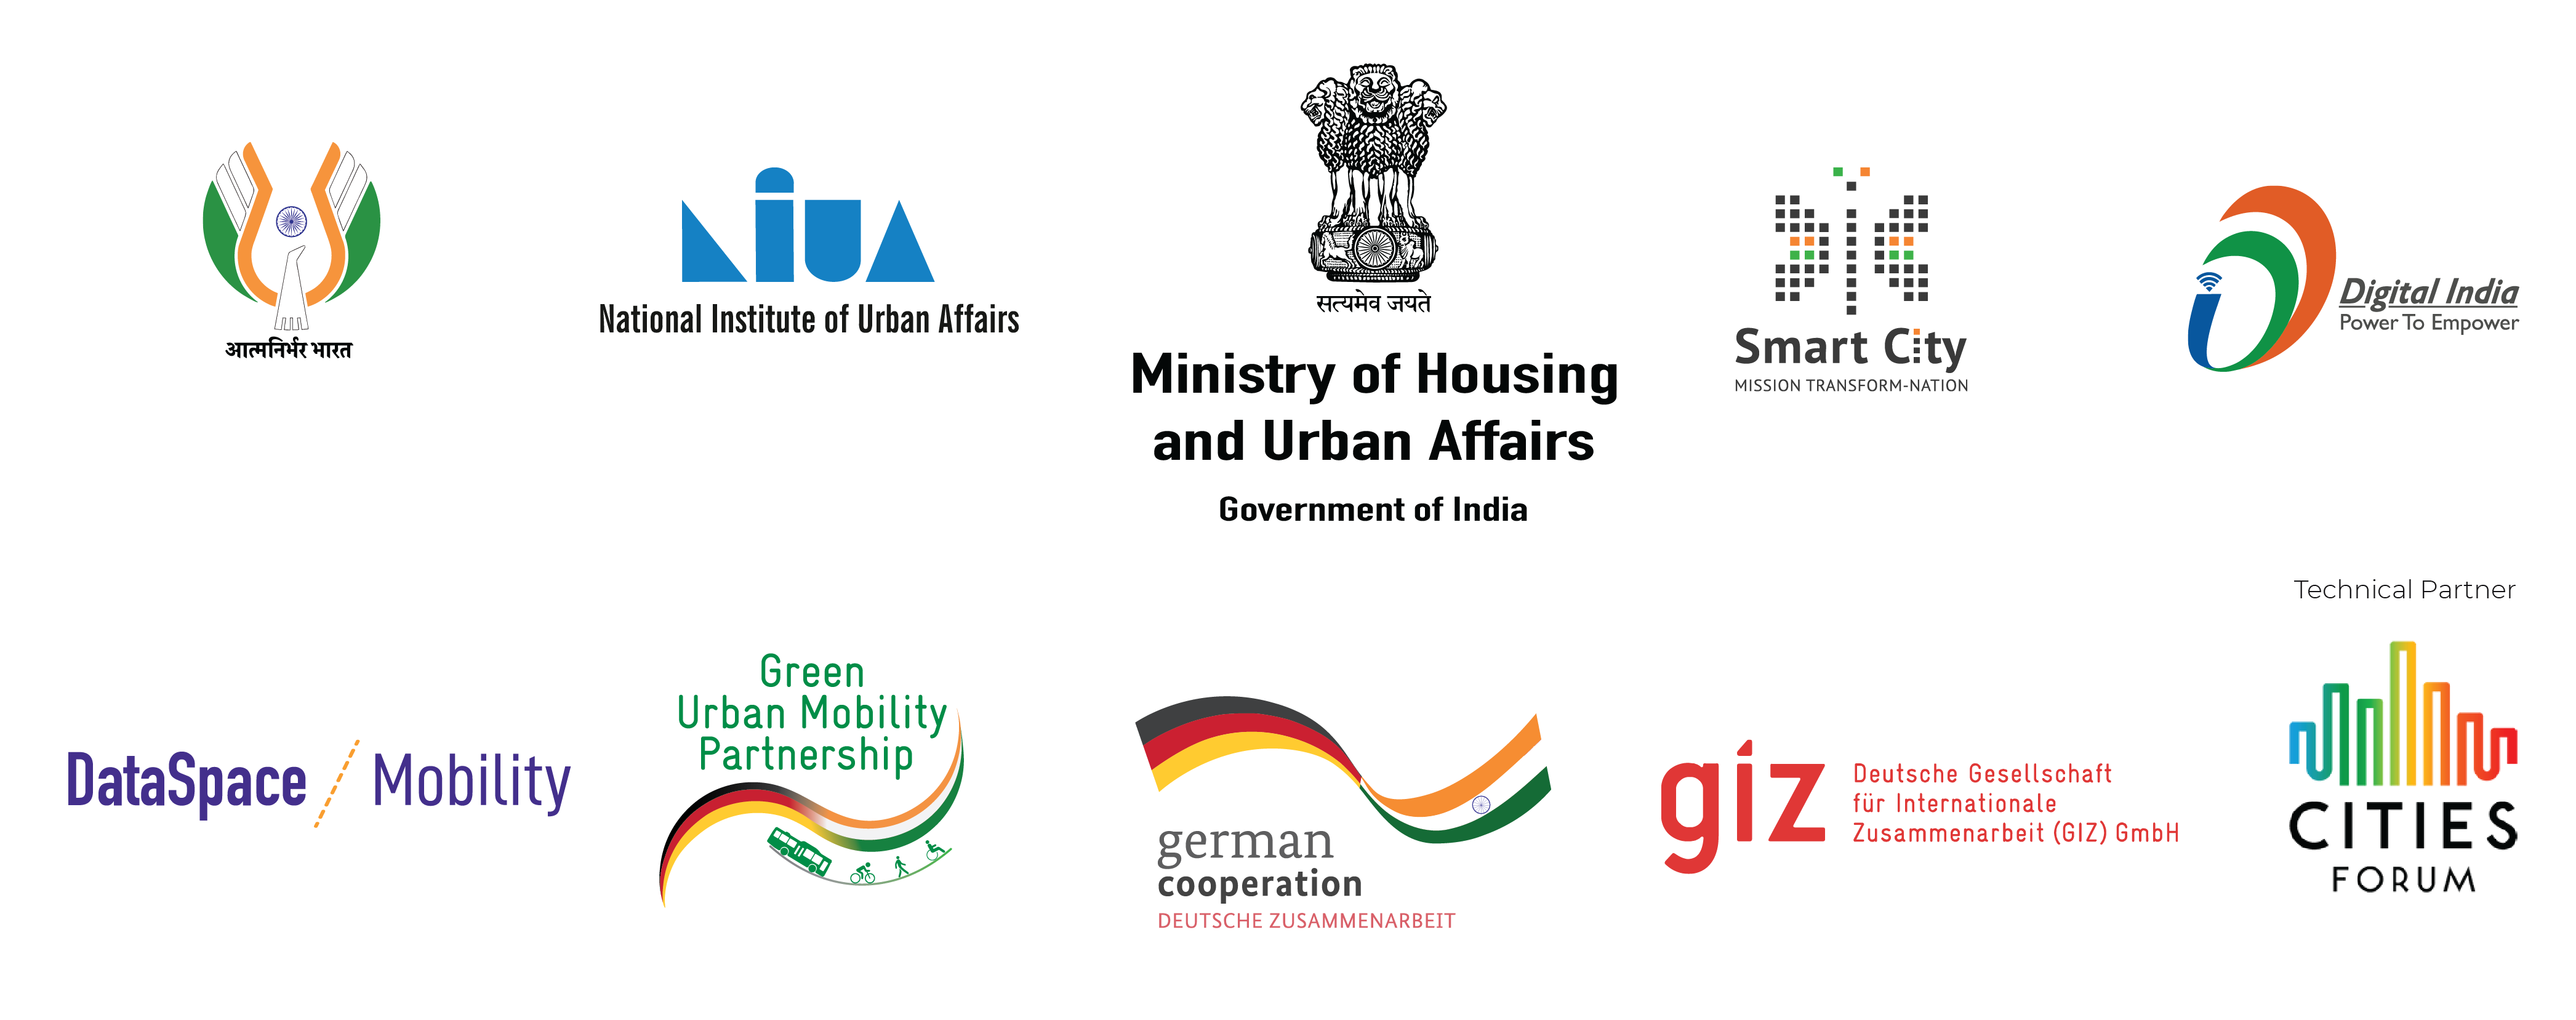 आत्मनिर्भर भारत
NiUA
National Institute of Urban Affairs
सत्यमेव जयते
Ministry of Housing
and Urban Affairs
Government of India
Smart City
MISSION TRANSFORM-NATION
Digital India
Power To Empower
DataSpace / Mobility
Green
Urban Mobility
Partnership
german
cooperation
DEUTSCHE ZUSAMMENARBEIT
giz
Deutsche Gesellschaft
für Internationale
Zusammenarbeit (GIZ) GmbH
Technical Partner
CITIES
FORUM